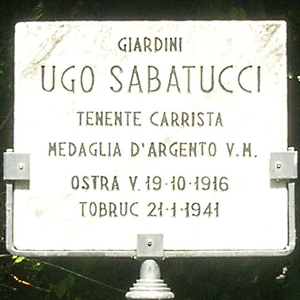 GIARDINI
UGO SABATUCCI
TENENTE CARRISTA
MEDAGLIA D'ARGENTO V.M.
OSTRA V. 19·10·1916
TOBRUC 21·1·1941